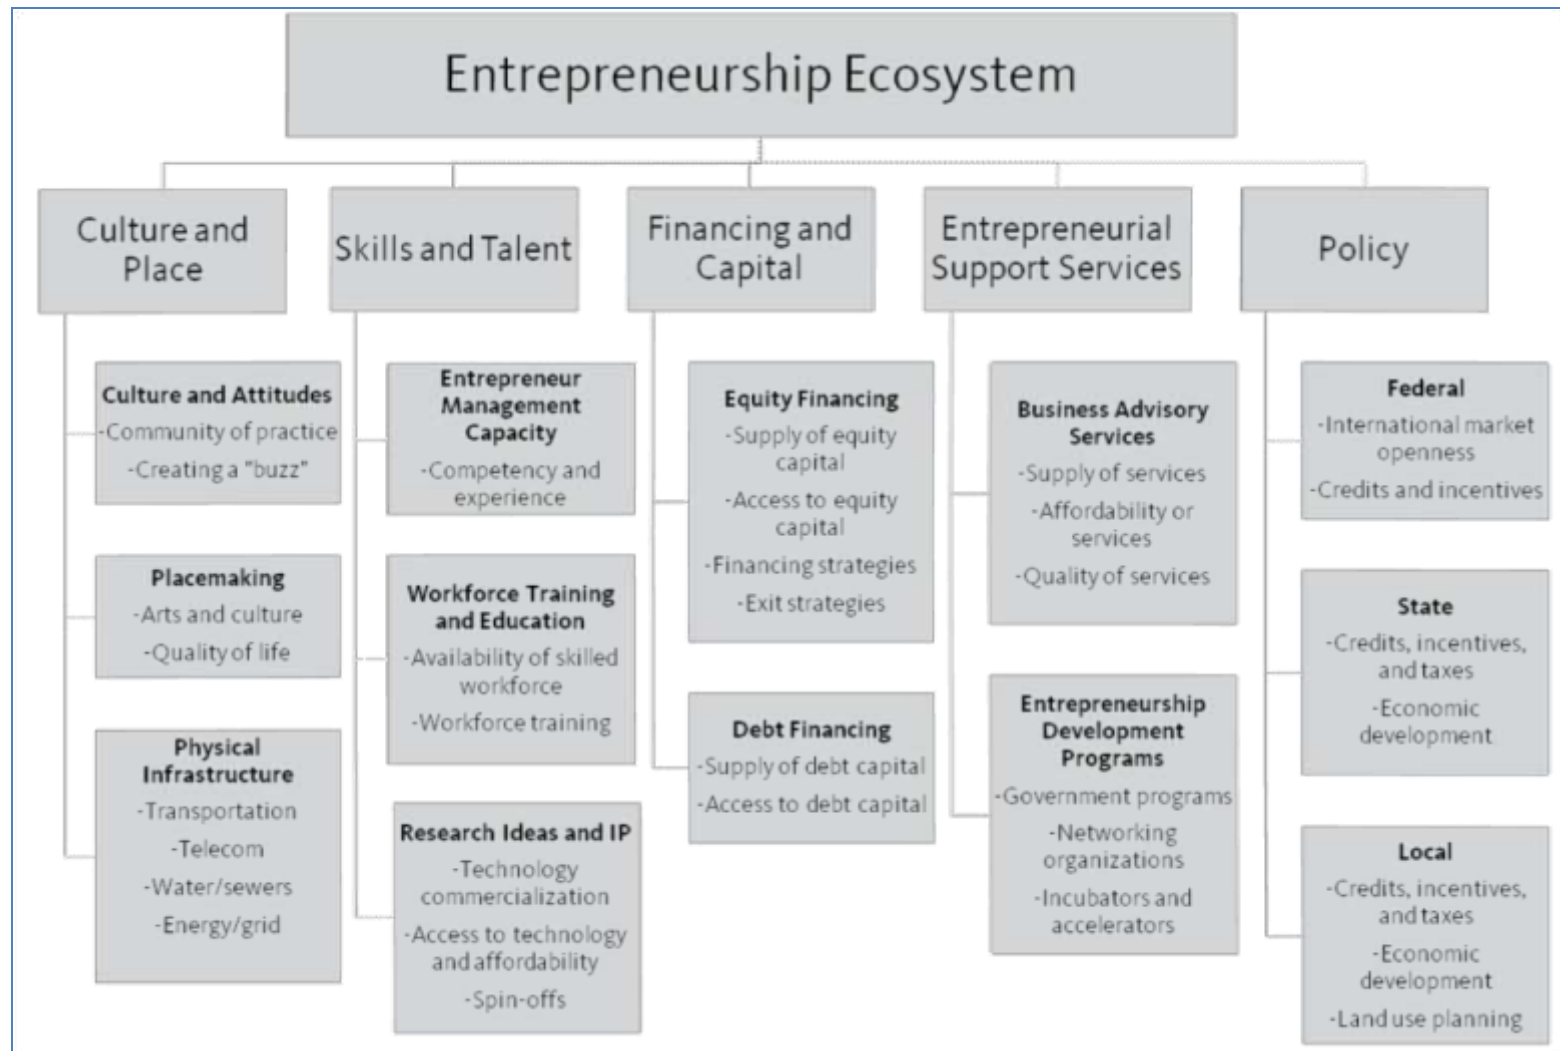 Entrepreneurship Ecosystem
Culture and
Place
Culture and Attitudes
-Community of practice
-Creating a "buzz"
Placemaking
-Arts and culture
-Quality of life
Physical
Infrastructure
-Transportation
-Telecom
-Water/sewers
-Energy/grid
Skills and Talent
Entrepreneur
Management
Capacity
-Competency and
experience
Workforce Training
and Education
-Availability of skilled
workforce
-Workforce training
Research Ideas and IP
-Technology
commercialization
-Access to technology
and affordability
-Spin-offs
Financing and
Capital
Equity Financing
-Supply of equity
capital
-Access to equity
capital
-Financing strategies
-Exit strategies
Debt Financing
-Supply of debt capital
-Access to debt capital
Entrepreneurial
Support Services
Business Advisory
Services
-Supply of services
-Affordability or
services
-Quality of services
Entrepreneurship
Development
Programs
-Government programs
-Networking
organizations
-Incubators and
accelerators
Policy
Federal
-International market
openness
-Credits and incentives
State
-Credits, incentives,
and taxes
-Economic
development
Local
-Credits, incentives,
and taxes
-Economic
development
-Land use planning